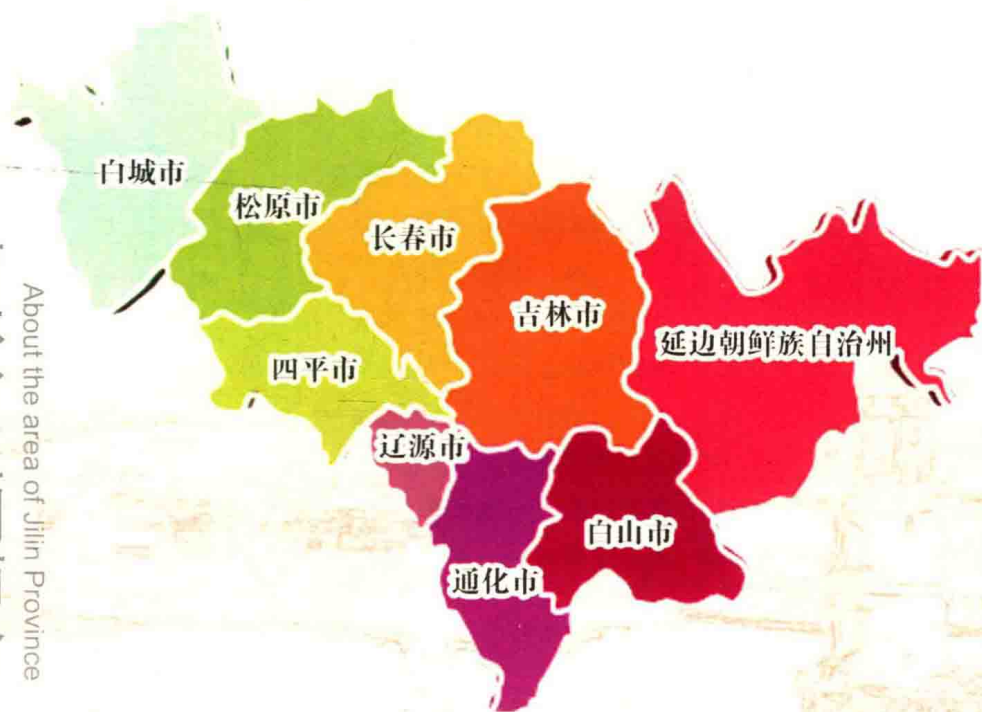 白城市
松原市
长春市
吉林市
延边朝鲜族自治州
四平市
辽源市
白山市
通化市
About the area of Jilin Province